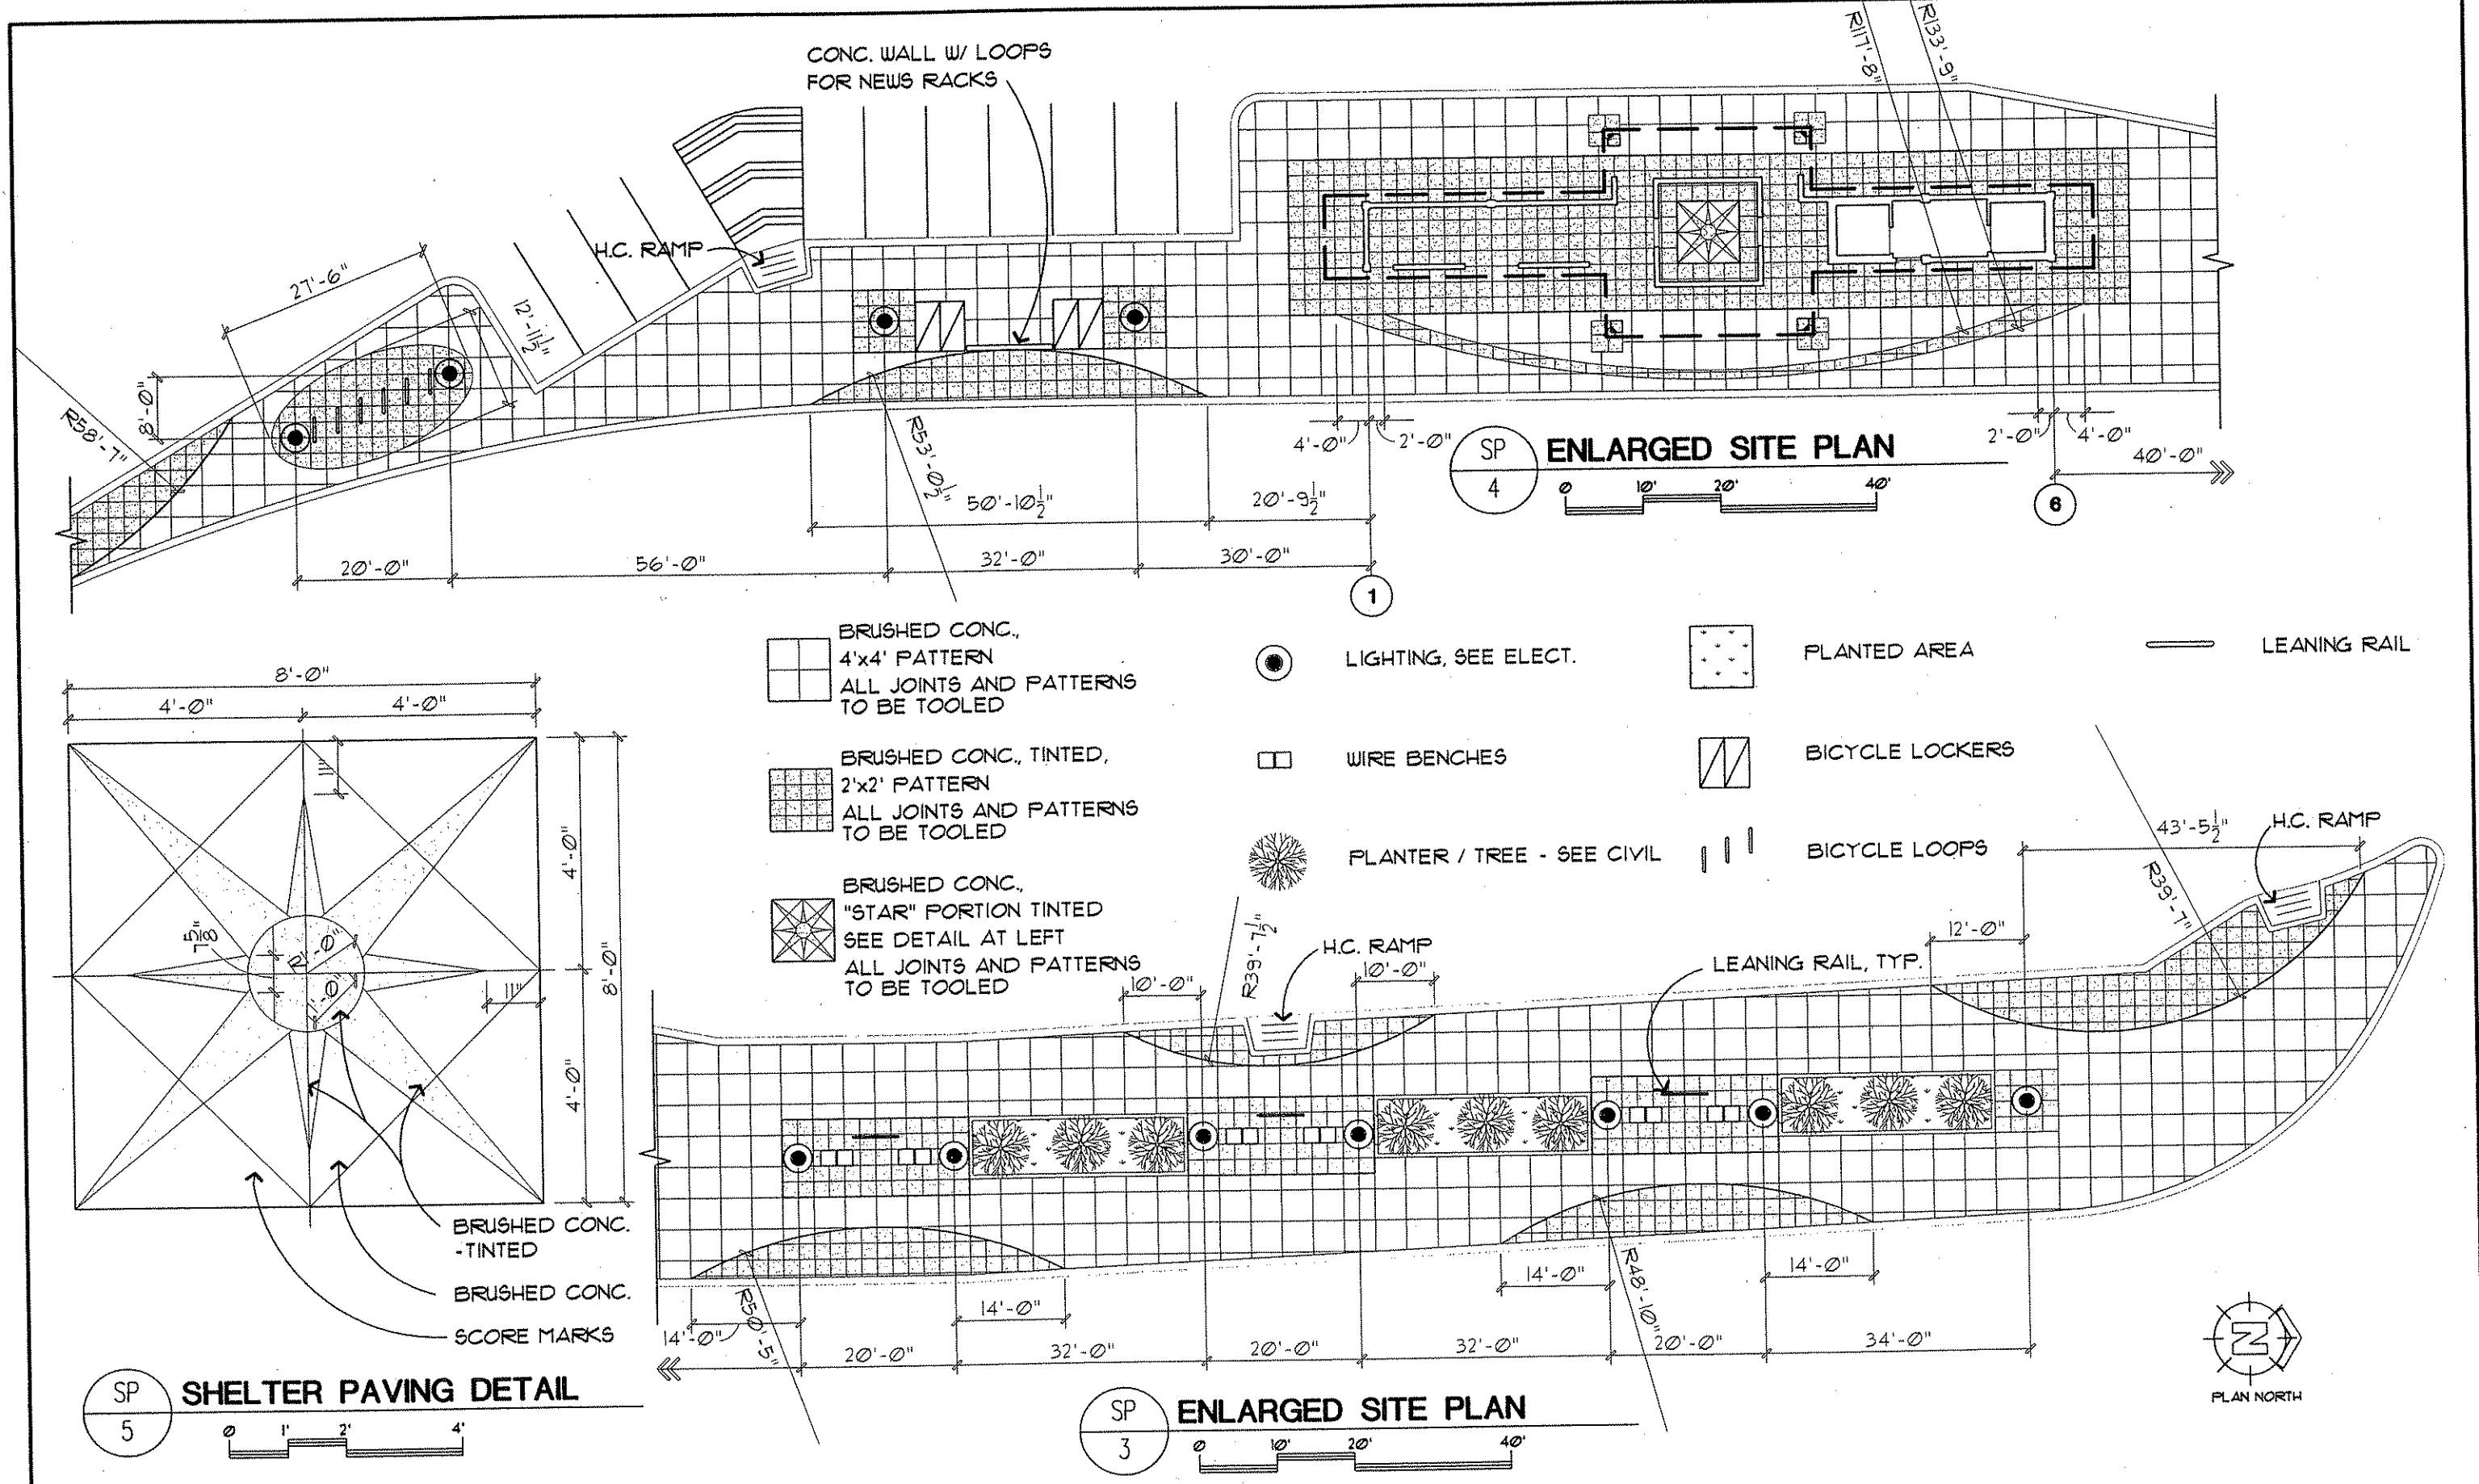 CONC. WALL W/ LOOPS
FOR NEWS RACKS
R117'-8"
R133'-9"
H.C. RAMP
27'-6"
12'-11½"
8'-0"
R58'-7"
R53'-0½"
50'-10½"
20'-9½"
20'-0"
56'-0"
32'-0"
30'-0"
1
4'-0"
2'-0"
2'-0"
4'-0"
40'-0"
6
SP
4
ENLARGED SITE PLAN
0 10' 20' 40'
BRUSHED CONC.,
4'x4' PATTERN
ALL JOINTS AND PATTERNS
TO BE TOOLED
BRUSHED CONC., TINTED,
2'x2' PATTERN
ALL JOINTS AND PATTERNS
TO BE TOOLED
BRUSHED CONC.,
"STAR" PORTION TINTED
SEE DETAIL AT LEFT
ALL JOINTS AND PATTERNS
TO BE TOOLED
LIGHTING, SEE ELECT.
WIRE BENCHES
PLANTER / TREE - SEE CIVIL
PLANTED AREA
BICYCLE LOCKERS
BICYCLE LOOPS
LEANING RAIL
8'-0"
4'-0"
4'-0"
11"
4'-0"
8'-0"
4'-0"
7⅝"
R1'-0"
1'-0"
11"
BRUSHED CONC.
-TINTED
BRUSHED CONC.
SCORE MARKS
SP
5
SHELTER PAVING DETAIL
0 1' 2' 4'
43'-5½"
H.C. RAMP
R39'-7"
12'-0"
LEANING RAIL, TYP.
H.C. RAMP
10'-0"
R39'-7½"
10'-0"
14'-0"
R50'-5"
14'-0"
14'-0"
R48'-10"
14'-0"
20'-0"
32'-0"
20'-0"
32'-0"
20'-0"
34'-0"
SP
3
ENLARGED SITE PLAN
0 10' 20' 40'
N
PLAN NORTH